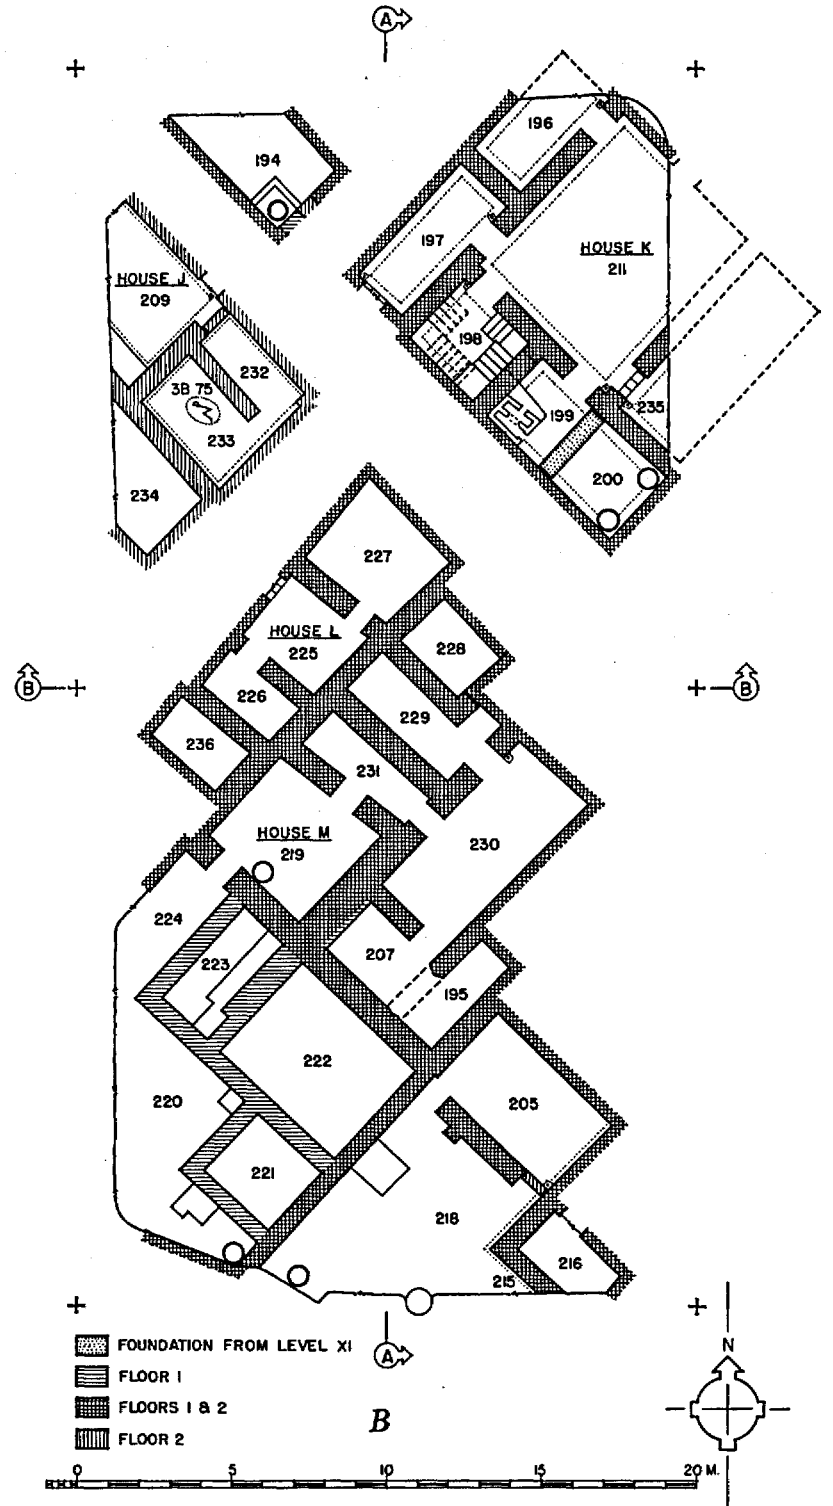 A
196
194
197
HOUSE K
211
HOUSE J
209
198
232
3B 75
199
235
233
200
234
227
HOUSE L
225
228
B
B
226
229
236
231
HOUSE M
219
230
224
207
223
195
222
220
205
221
218
216
215
FOUNDATION FROM LEVEL XI
FLOOR 1
FLOORS 1 & 2
FLOOR 2
A
B
N
0 5 10 15 20 M.